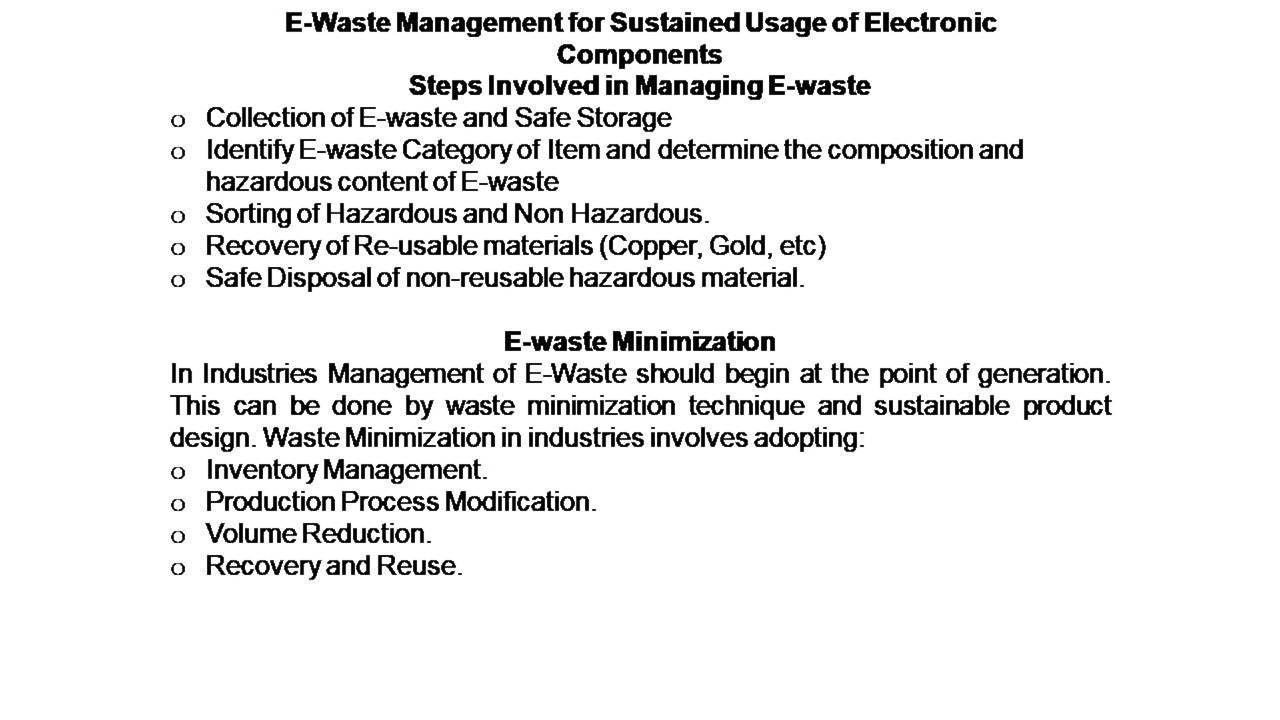 E-Waste Management for Sustained Usage of Electronic
Components
Steps Involved in Managing E-waste
o Collection of E-waste and Safe Storage
o Identify E-waste Category of Item and determine the composition and
hazardous content of E-waste
o Sorting of Hazardous and Non Hazardous.
o Recovery of Re-usable materials (Copper, Gold, etc)
o Safe Disposal of non-reusable hazardous material.
E-waste Minimization
In Industries Management of E-Waste should begin at the point of generation.
This can be done by waste minimization technique and sustainable product
design. Waste Minimization in industries involves adopting:
o Inventory Management.
o Production Process Modification.
o Volume Reduction.
o Recovery and Reuse.